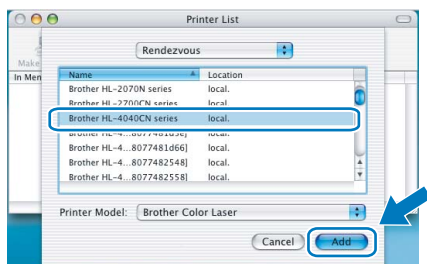 Printer List
Rendezvous
Make
In Men
Name Location
Brother HL-2070N series local.
Brother HL-2700CN series local.
Brother HL-4040CN series local.
local.
Brother HL-4...8077481d66] local.
Brother HL-4...8077482548] local.
Brother HL-4...8077482558] local.
Printer Model: Brother Color Laser
Cancel Add